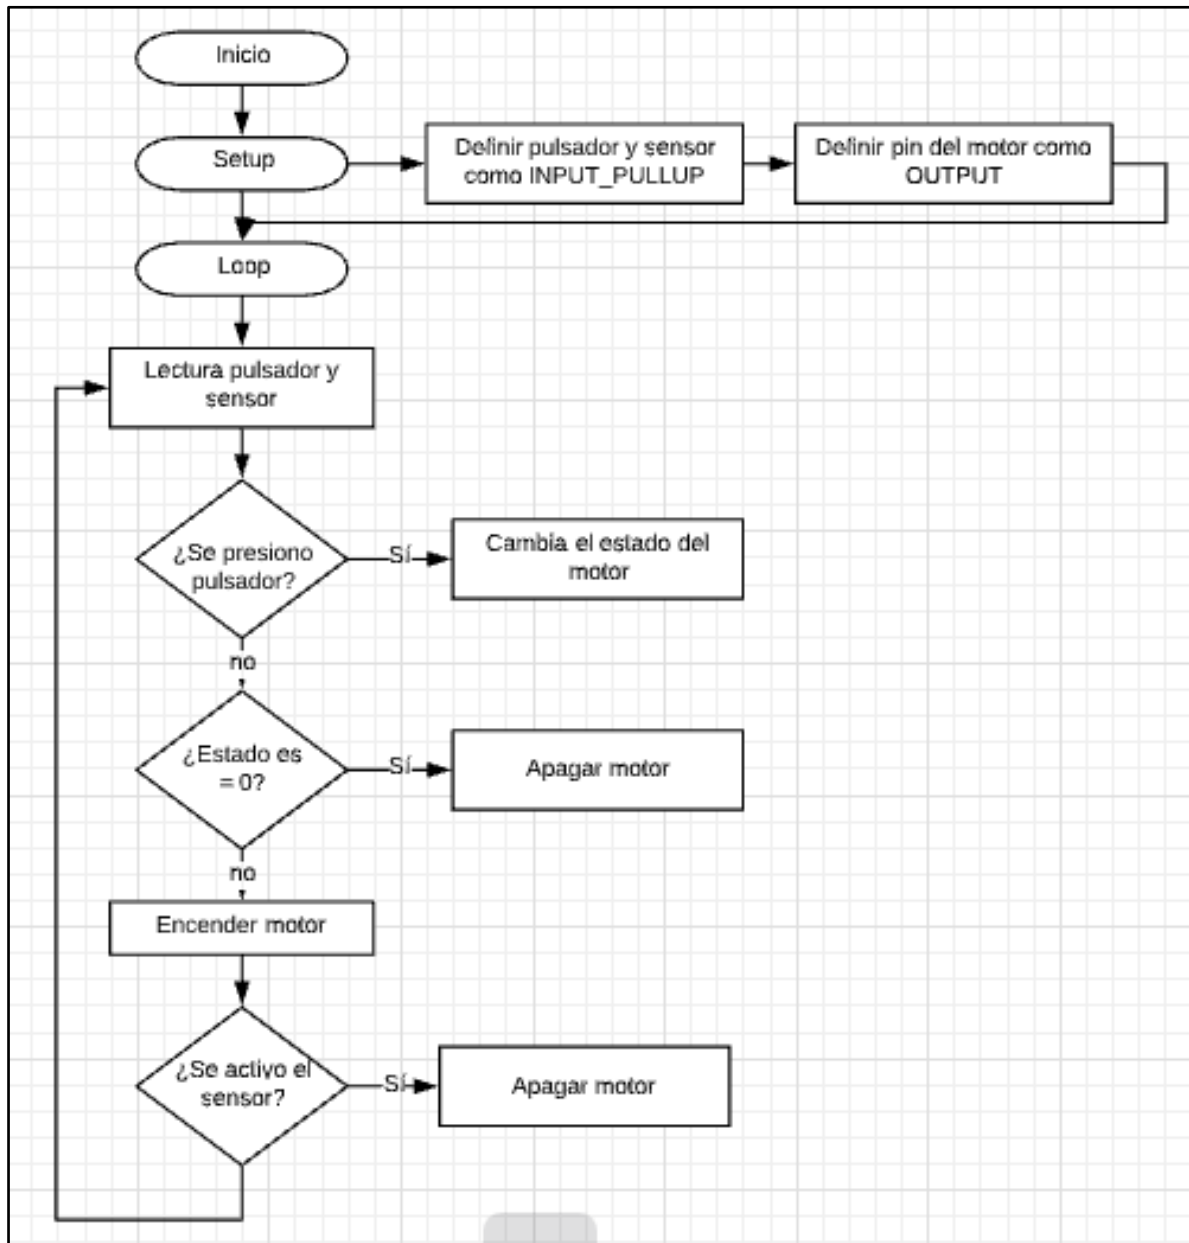 Inicio
Setup
Definir pulsador y sensor
como INPUT_PULLUP
Definir pin del motor como
OUTPUT
Loop
Lectura pulsador y
sensor
¿Se presiono
pulsador?
Sí
Cambia el estado del
motor
no
¿Estado es
= 0?
Sí
Apagar motor
no
Encender motor
¿Se activo el
sensor?
Sí
Apagar motor